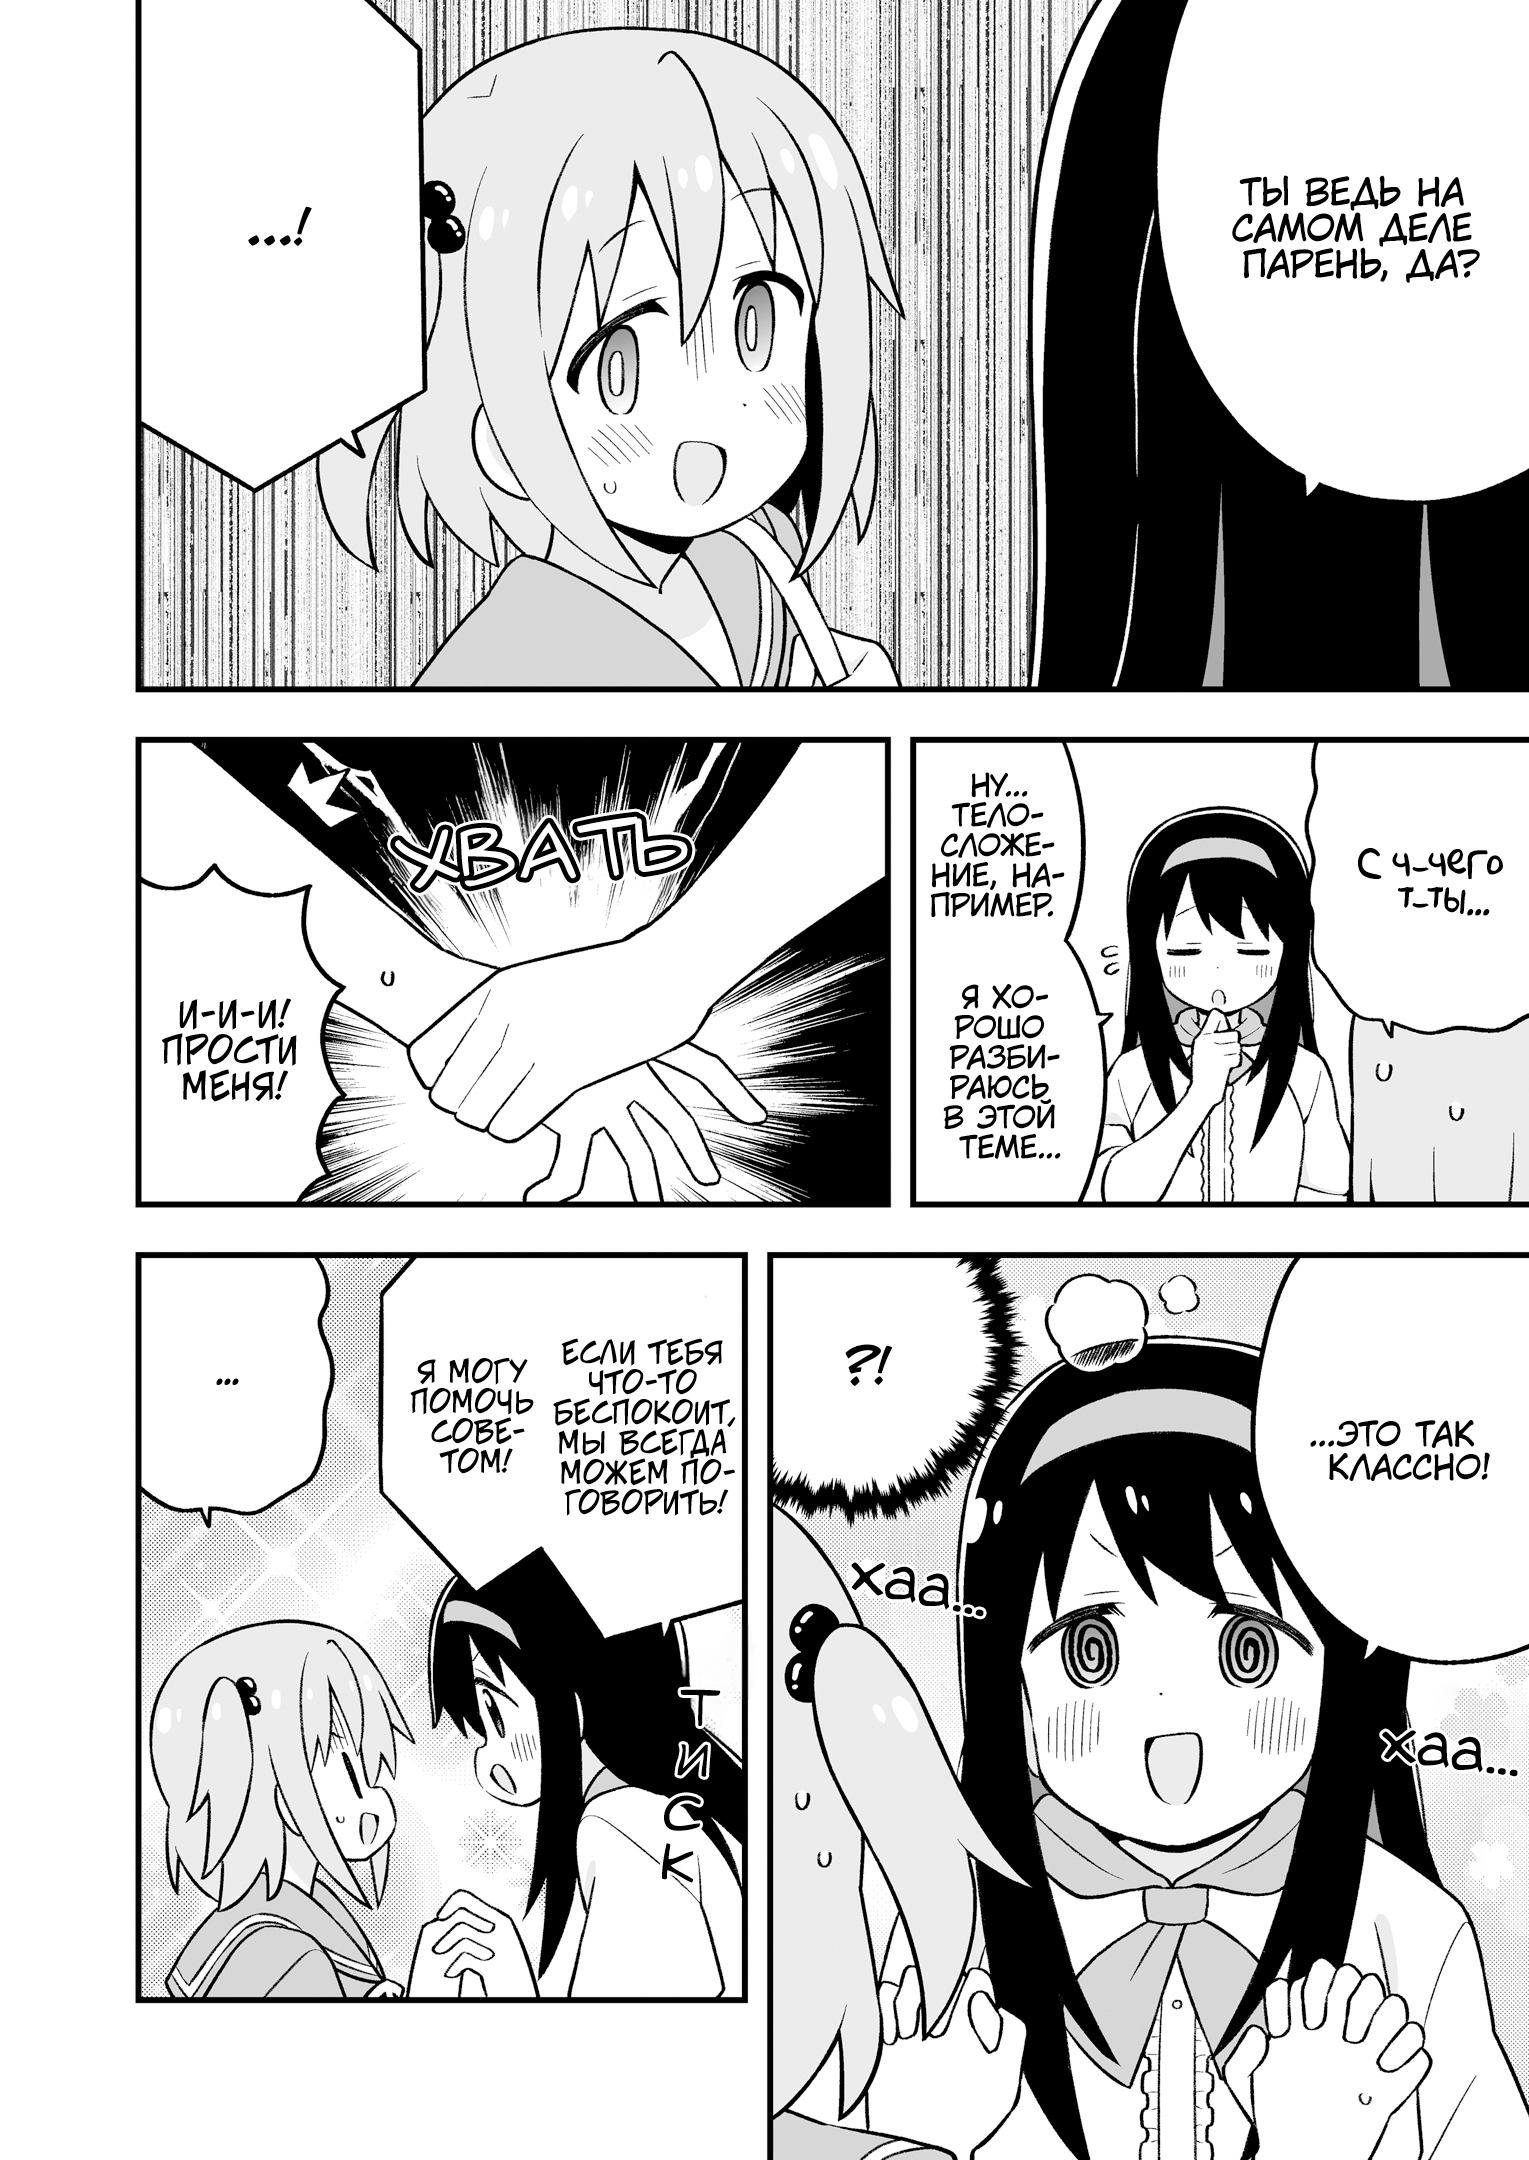 ТЫ ВЕДЬ НА
САМОМ ДЕЛЕ
ПАРЕНЬ, ДА?
...!
С Ч-ЧЕГО
Т-ТЫ...
НУ...
ТЕЛО-
СЛОЖЕ-
НИЕ, НА-
ПРИМЕР.
Я ХО-
РОШО
РАЗБИ-
РАЮСЬ
В ЭТОЙ
ТЕМЕ...
ХВАТЬ
И-И-И!
ПРОСТИ
МЕНЯ!
...ЭТО ТАК
КЛАССНО!
?!
хаа...
хаа...
ЕСЛИ ТЕБЯ
ЧТО-ТО
БЕСПОКОИТ,
МЫ ВСЕГДА
МОЖЕМ ПО-
ГОВОРИТЬ!
Я МОГУ
ПОМОЧЬ
СОВЕ-
ТОМ!
ТИСК
...